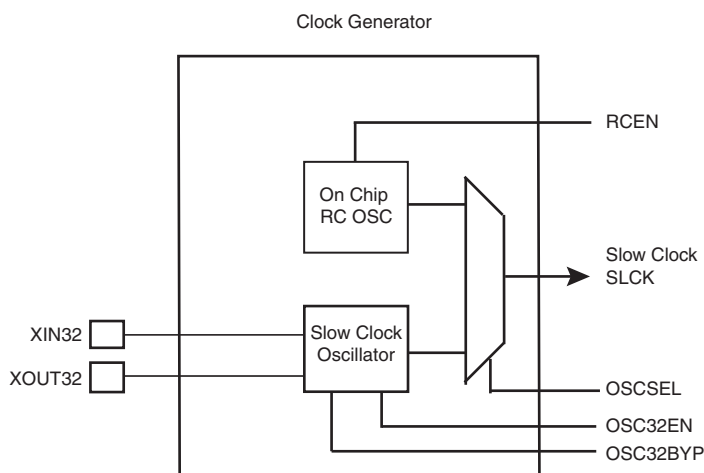 Clock Generator
RCEN
On Chip
RC OSC
Slow Clock
SLCK
XIN32
Slow Clock
Oscillator
XOUT32
OSCSEL
OSC32EN
OSC32BYP